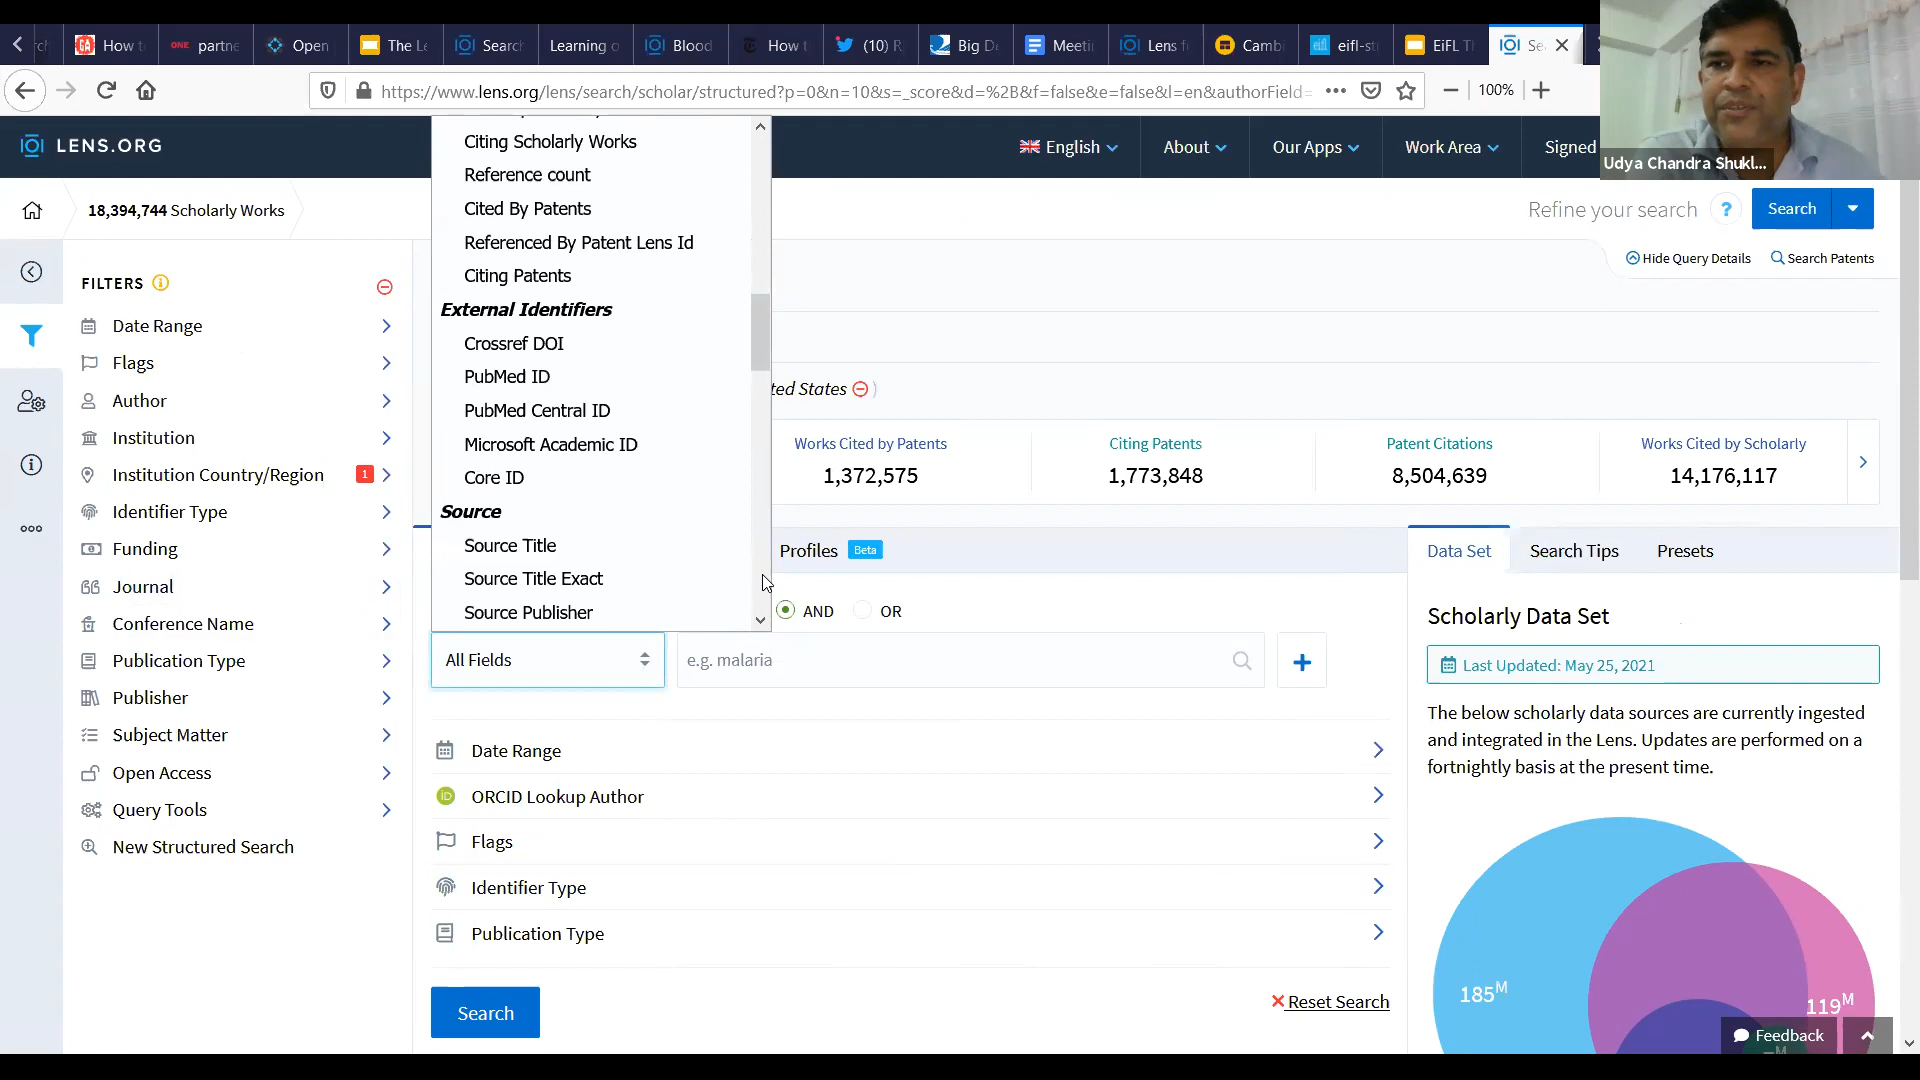 How t
ONE partne
Open
The Le
Searc
Learning o
Blood
How t
(10) R
Big D
Meeti
Lens f
Cambi
eifl-st
EiFL T
Se
https://www.lens.org/lens/search/scholar/structured?p=0&n=10&s=_score&d=%2B&f=false&e=false&l=en&authorField=
100%
LENS.ORG
English
About
Our Apps
Work Area
Signed
Udya Chandra Shukl...
18,394,744 Scholarly Works
Refine your search
?
Search
Hide Query Details
Search Patents
FILTERS
Date Range
Flags
Author
Institution
Institution Country/Region 1
Identifier Type
Funding
Journal
Conference Name
Publication Type
Publisher
Subject Matter
Open Access
Query Tools
New Structured Search
Citing Scholarly Works
Reference count
Cited By Patents
Referenced By Patent Lens Id
Citing Patents
External Identifiers
Crossref DOI
PubMed ID
PubMed Central ID
Microsoft Academic ID
Core ID
Source
Source Title
Source Title Exact
Source Publisher
ted States )
Works Cited by Patents
1,372,575
Citing Patents
1,773,848
Patent Citations
8,504,639
Works Cited by Scholarly
14,176,117
Profiles Beta
AND OR
All Fields
e.g. malaria
Date Range
iD ORCID Lookup Author
Flags
Identifier Type
Publication Type
Search
Reset Search
Data Set
Search Tips
Presets
Scholarly Data Set
Last Updated: May 25, 2021
The below scholarly data sources are currently ingested
and integrated in the Lens. Updates are performed on a
fortnightly basis at the present time.
185M
119M
Feedback